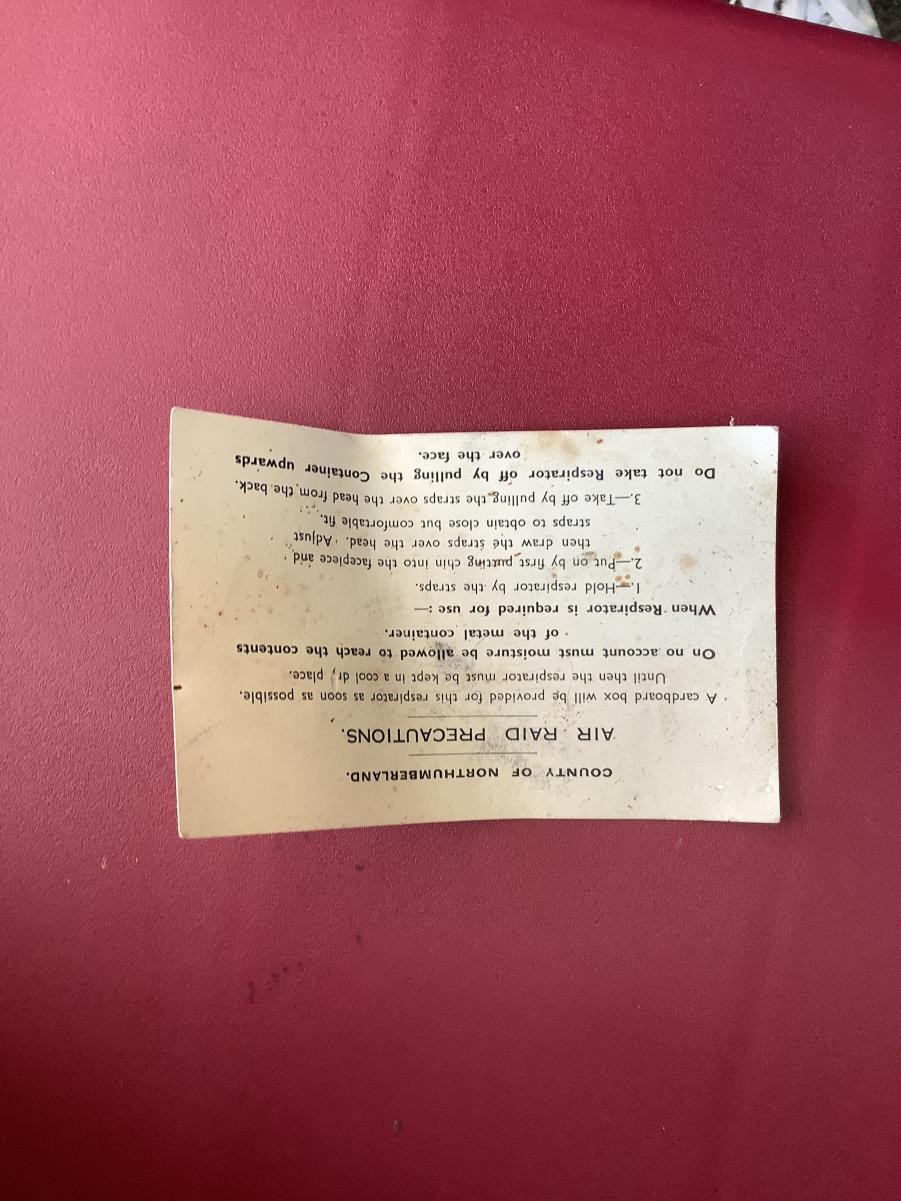 COUNTY OF NORTHUMBERLAND.
AIR RAID PRECAUTIONS.
A cardboard box will be provided for this respirator as soon as possible.
Until then the respirator must be kept in a cool dry place.
On no account must moisture be allowed to reach the contents
of the metal container.
When Respirator is required for use :—
1.—Hold respirator by the straps.
2.—Put on by first putting chin into the facepiece and
then draw the straps over the head. Adjust
straps to obtain close but comfortable fit.
3.—Take off by pulling the straps over the head from the back.
Do not take Respirator off by pulling the Container upwards
over the face.